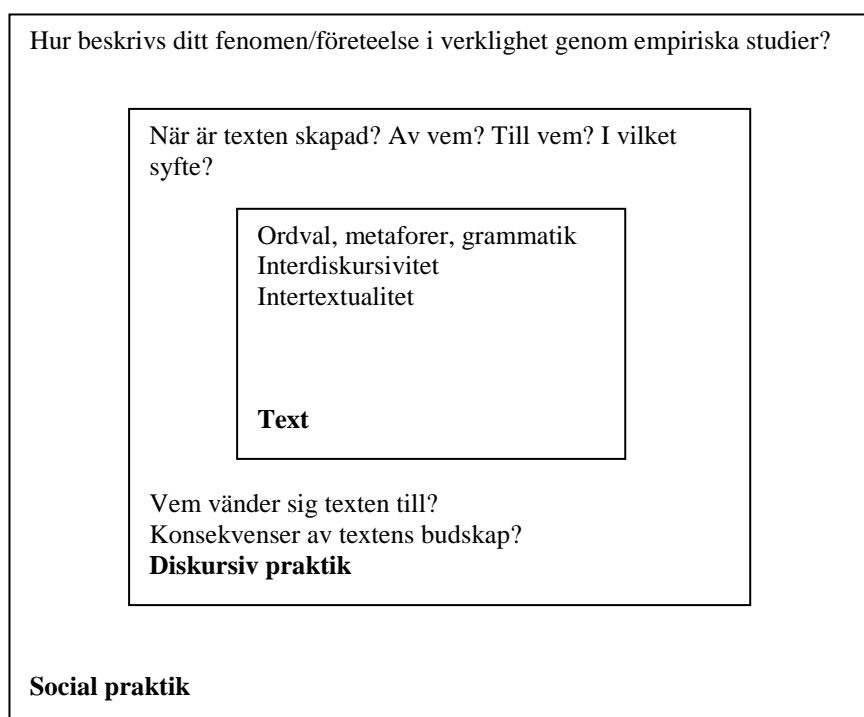 Hur beskrivs ditt fenomen/företeelse i verklighet genom empiriska studier?
När är texten skapad? Av vem? Till vem? I vilket
syfte?
Ordval, metaforer, grammatik
Interdiskursivitet
Intertextualitet
Text
Vem vänder sig texten till?
Konsekvenser av textens budskap?
Diskursiv praktik
Social praktik